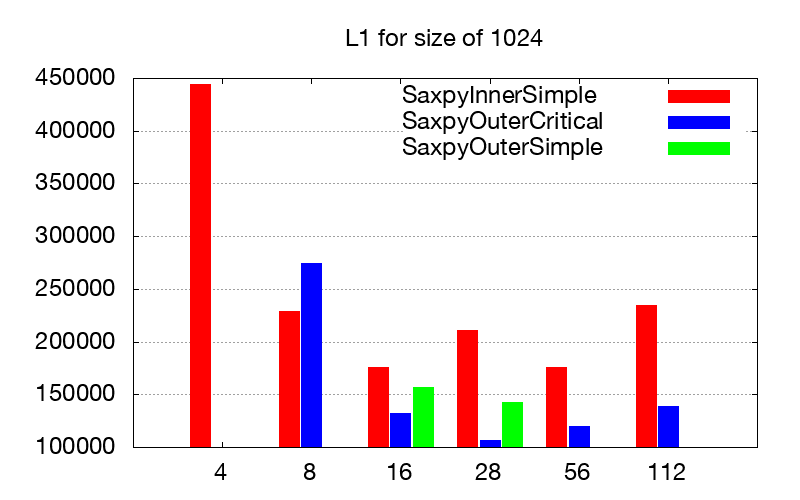 L1 for size of 1024
450000
400000
350000
300000
250000
200000
150000
100000
SaxpyInnerSimple
SaxpyOuterCritical
SaxpyOuterSimple
4 8 16 28 56 112